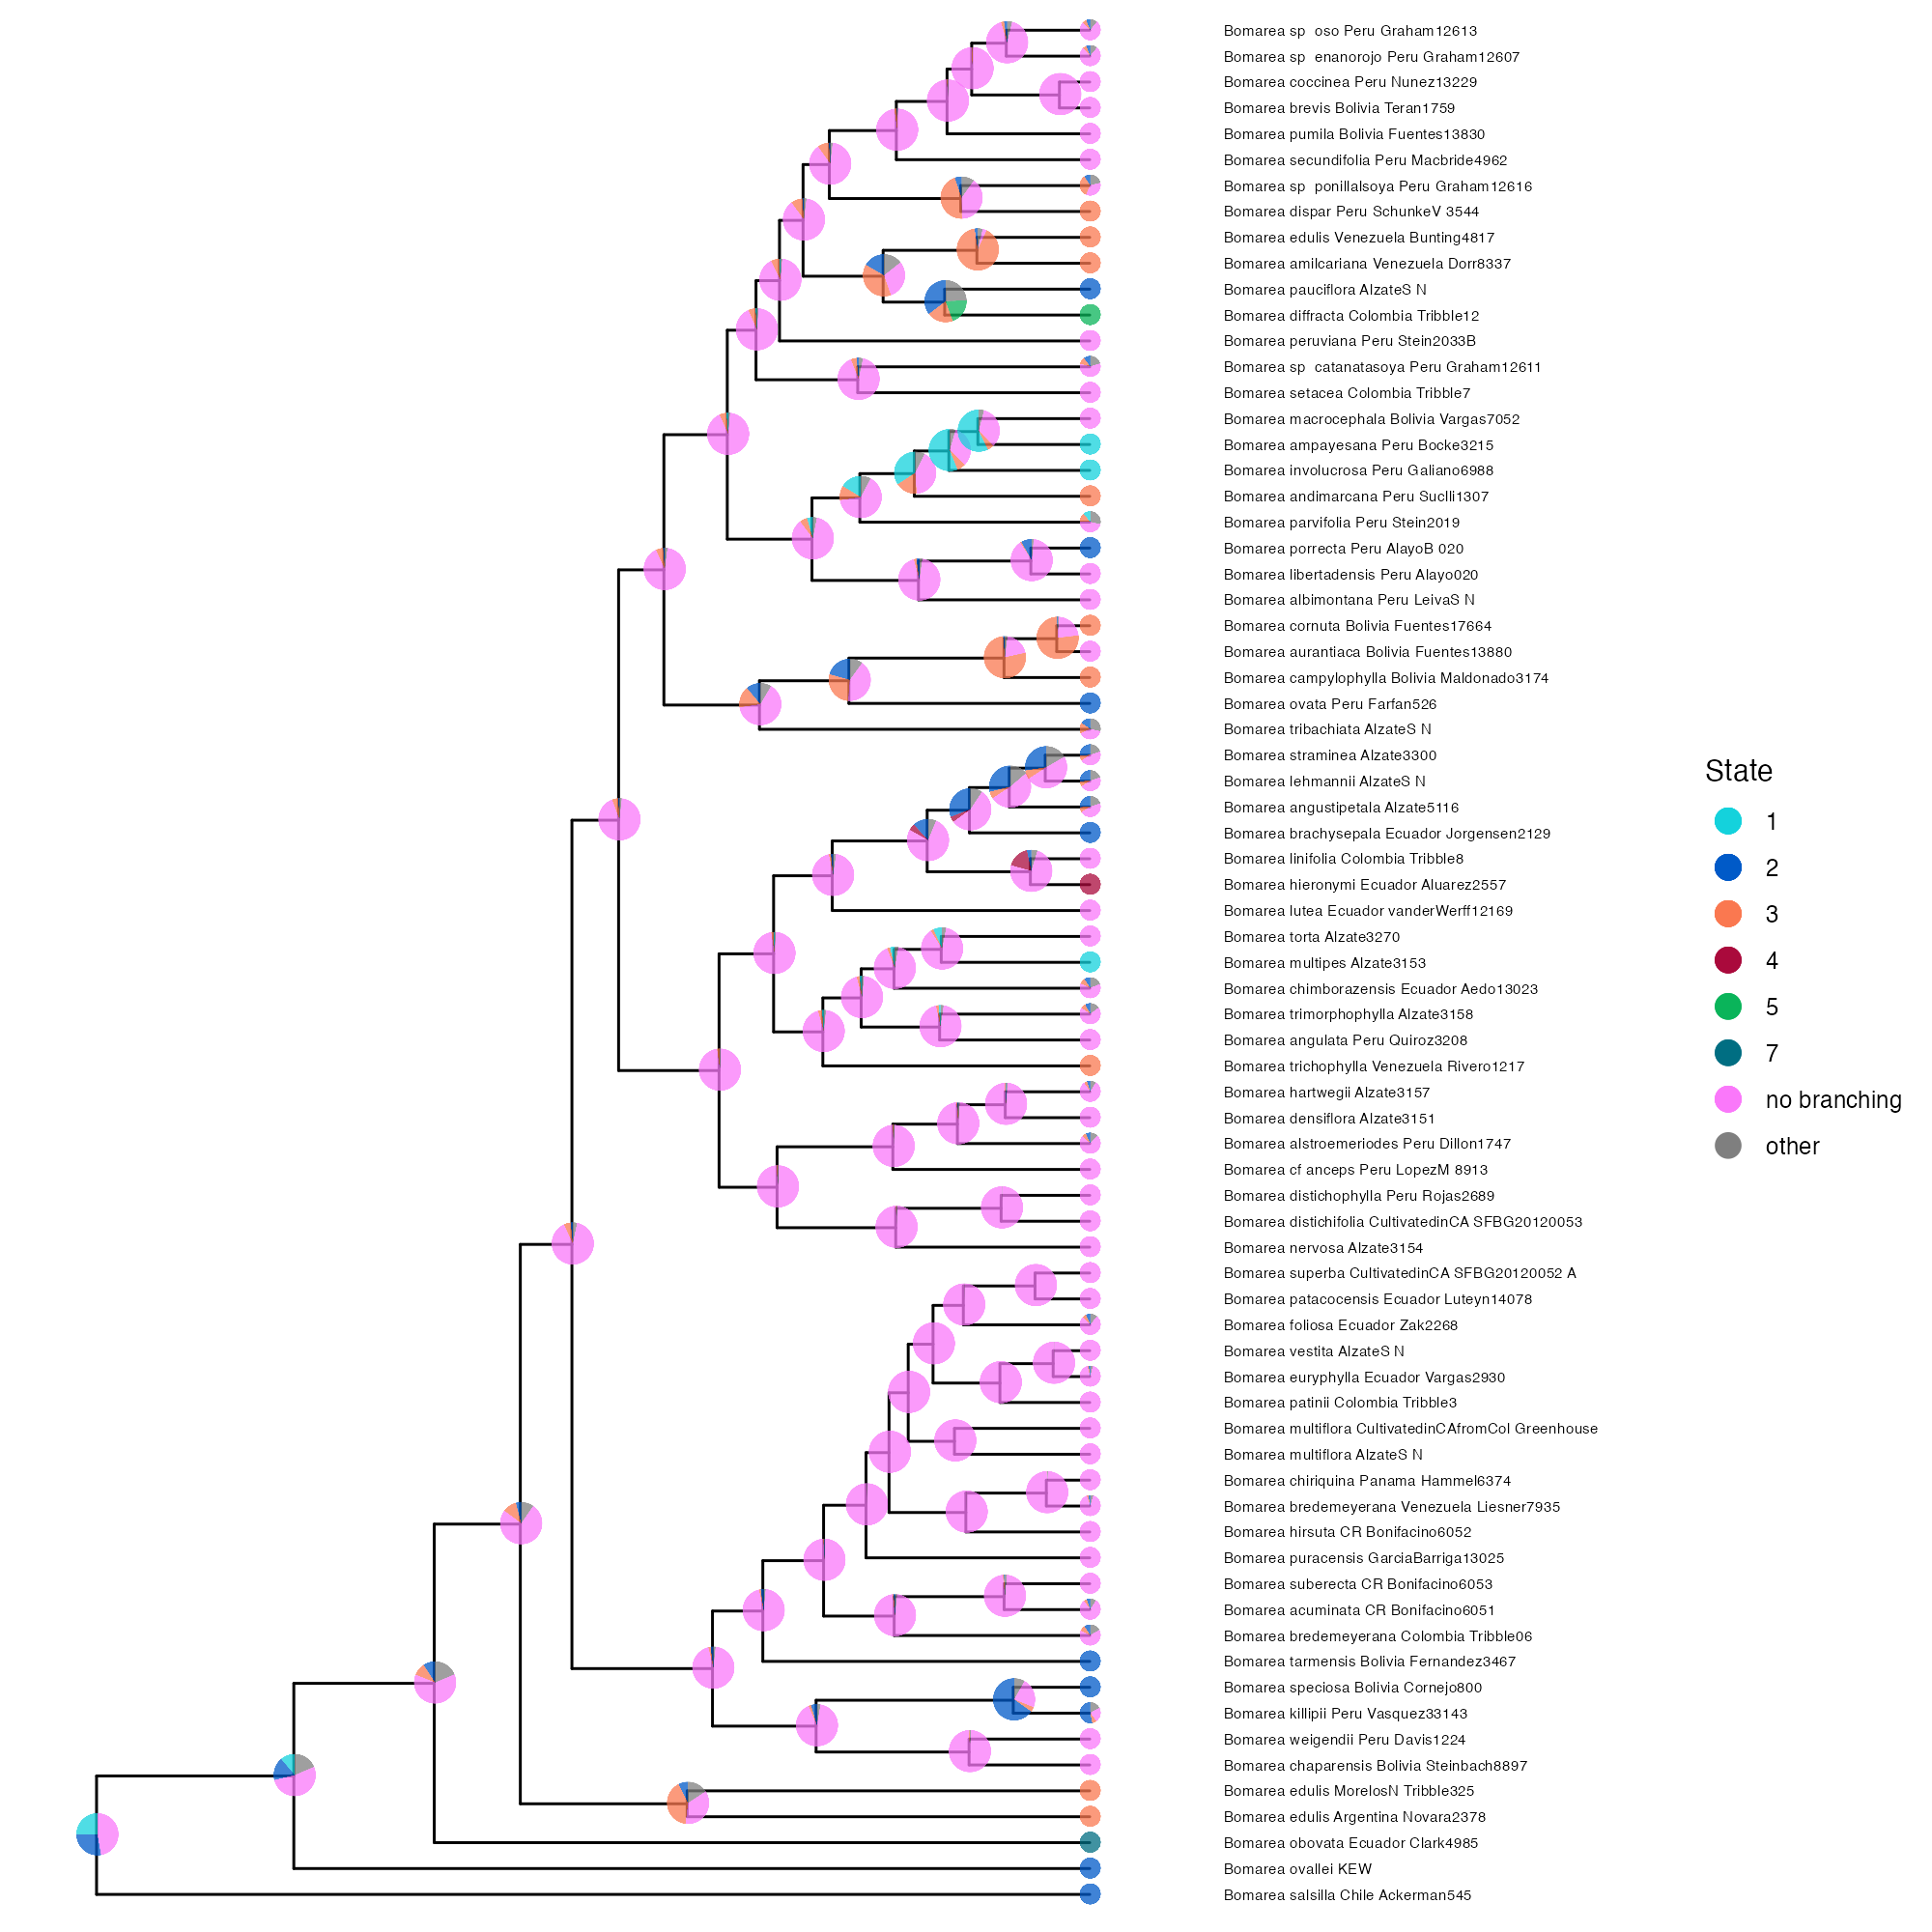 Bomarea sp  oso Peru Graham12613
Bomarea sp  enanorojo Peru Graham12607
Bomarea coccinea Peru Nunez13229
Bomarea brevis Bolivia Teran1759
Bomarea pumila Bolivia Fuentes13830
Bomarea secundifolia Peru Macbride4962
Bomarea sp  ponillalsoya Peru Graham12616
Bomarea dispar Peru SchunkeV 3544
Bomarea edulis Venezuela Bunting4817
Bomarea amilcariana Venezuela Dorr8337
Bomarea pauciflora AlzateS N
Bomarea diffracta Colombia Tribble12
Bomarea peruviana Peru Stein2033B
Bomarea sp  catanatasoya Peru Graham12611
Bomarea setacea Colombia Tribble7
Bomarea macrocephala Bolivia Vargas7052
Bomarea ampayesana Peru Bocke3215
Bomarea involucrosa Peru Galiano6988
Bomarea andimarcana Peru Suclli1307
Bomarea parvifolia Peru Stein2019
Bomarea porrecta Peru AlayoB 020
Bomarea libertadensis Peru Alayo020
Bomarea albimontana Peru LeivaS N
Bomarea cornuta Bolivia Fuentes17664
Bomarea aurantiaca Bolivia Fuentes13880
Bomarea campylophylla Bolivia Maldonado3174
Bomarea ovata Peru Farfan526
Bomarea tribachiata AlzateS N
Bomarea straminea Alzate3300
Bomarea lehmannii AlzateS N
Bomarea angustipetala Alzate5116
Bomarea brachysepala Ecuador Jorgensen2129
Bomarea linifolia Colombia Tribble8
Bomarea hieronymi Ecuador Aluarez2557
Bomarea lutea Ecuador vanderWerff12169
Bomarea torta Alzate3270
Bomarea multipes Alzate3153
Bomarea chimborazensis Ecuador Aedo13023
Bomarea trimorphophylla Alzate3158
Bomarea angulata Peru Quiroz3208
Bomarea trichophylla Venezuela Rivero1217
Bomarea hartwegii Alzate3157
Bomarea densiflora Alzate3151
Bomarea alstroemeriodes Peru Dillon1747
Bomarea cf anceps Peru LopezM 8913
Bomarea distichophylla Peru Rojas2689
Bomarea distichifolia CultivatedinCA SFBG20120053
Bomarea nervosa Alzate3154
Bomarea superba CultivatedinCA SFBG20120052 A
Bomarea patacocensis Ecuador Luteyn14078
Bomarea foliosa Ecuador Zak2268
Bomarea vestita AlzateS N
Bomarea euryphylla Ecuador Vargas2930
Bomarea patinii Colombia Tribble3
Bomarea multiflora CultivatedinCAfromCol Greenhouse
Bomarea multiflora AlzateS N
Bomarea chiriquina Panama Hammel6374
Bomarea bredemeyerana Venezuela Liesner7935
Bomarea hirsuta CR Bonifacino6052
Bomarea puracensis GarciaBarriga13025
Bomarea suberecta CR Bonifacino6053
Bomarea acuminata CR Bonifacino6051
Bomarea bredemeyerana Colombia Tribble06
Bomarea tarmensis Bolivia Fernandez3467
Bomarea speciosa Bolivia Cornejo800
Bomarea killipii Peru Vasquez33143
Bomarea weigendii Peru Davis1224
Bomarea chaparensis Bolivia Steinbach8897
Bomarea edulis MorelosN Tribble325
Bomarea edulis Argentina Novara2378
Bomarea obovata Ecuador Clark4985
Bomarea ovallei KEW
Bomarea salsilla Chile Ackerman545
State
1
2
3
4
5
7
no branching
other